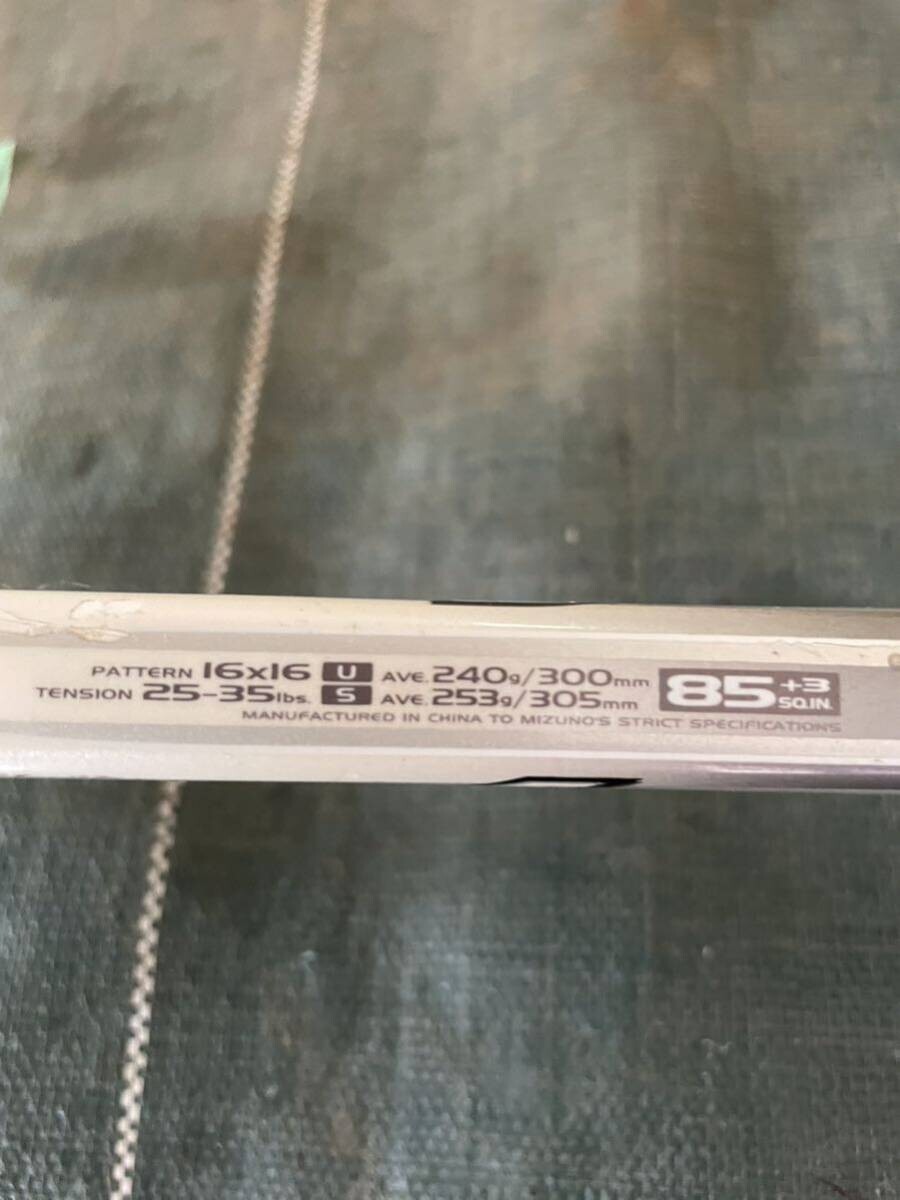 PATTERN 16x16 U AVE. 240g/300mm
TENSION 25-35lbs. S AVE. 253g/305mm
85+3 SQ.IN.
MANUFACTURED IN CHINA TO MIZUNO'S STRICT SPECIFICATIONS